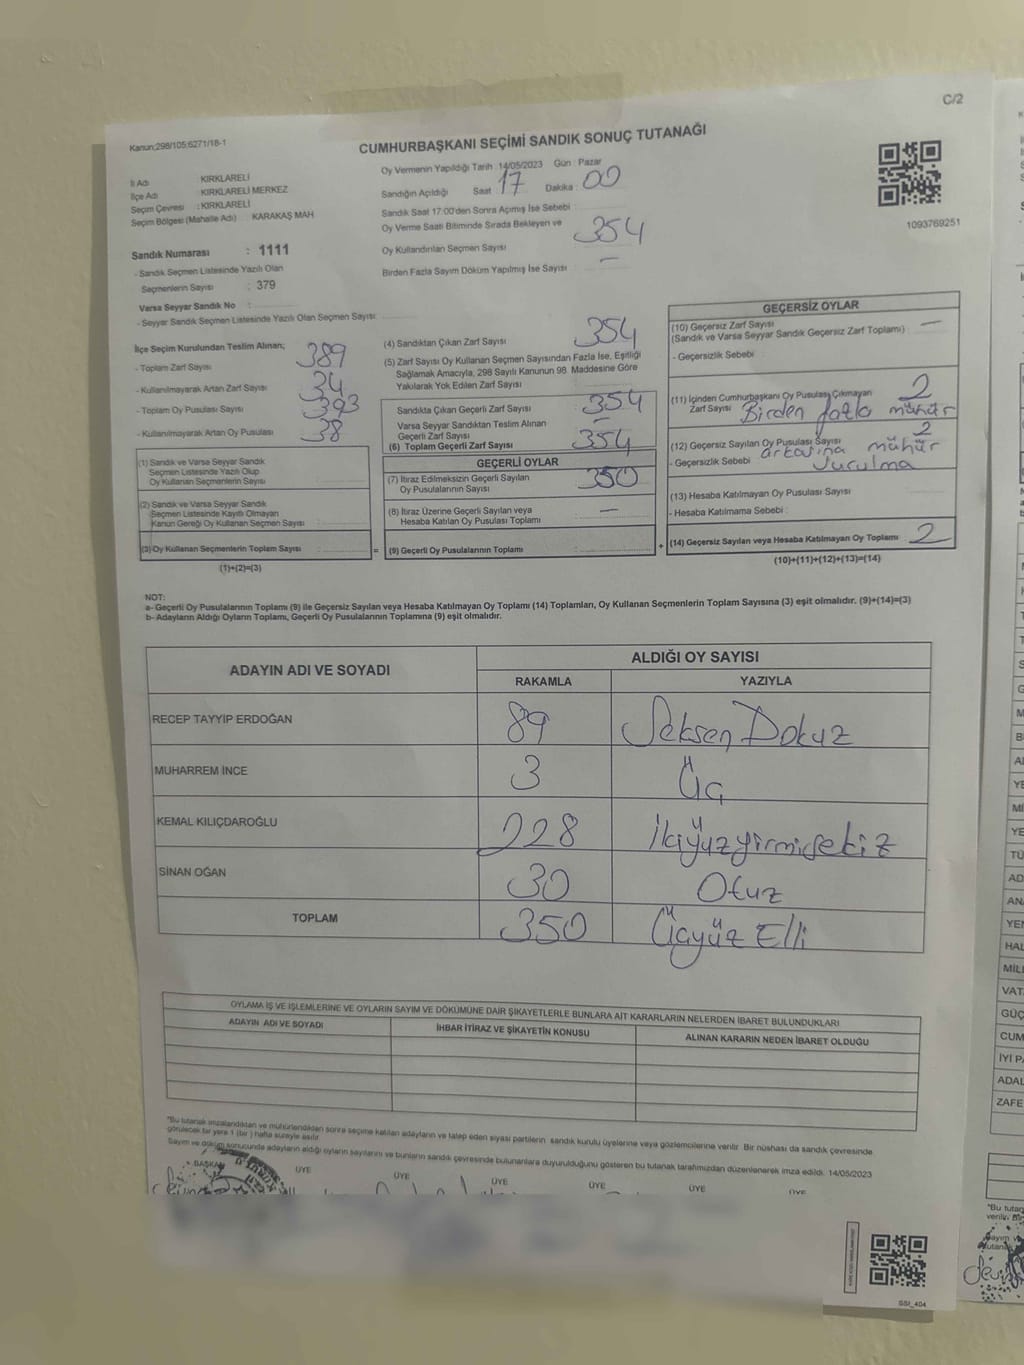 C/2
Kanun;298/105;6271/18-1
CUMHURBAŞKANI SEÇİMİ SANDIK SONUÇ TUTANAĞI
İl Adı : KIRKLARELİ
İlçe Adı : KIRKLARELİ MERKEZ
Seçim Çevresi : KIRKLARELİ
Seçim Bölgesi (Mahalle Adı) : KARAKAŞ MAH
Sandık Numarası : 1111
- Sandık Seçmen Listesinde Yazılı Olan
Seçmenlerin Sayısı : 379
Varsa Seyyar Sandık No :
- Seyyar Sandık Seçmen Listesinde Yazılı Olan Seçmen Sayısı:
Oy Vermenin Yapıldığı Tarih :14/05/2023 Gün : Pazar
Sandığın Açıldığı Saat : 17 Dakika : 00
Sandık Saat 17:00'den Sonra Açımış İse Sebebi :
Oy Verme Saati Bitiminde Sırada Bekleyen ve
Oy Kullandırılan Seçmen Sayısı : 354
Birden Fazla Sayım Döküm Yapılmış İse Sayısı : —
1093769251
İlçe Seçim Kurulundan Teslim Alınan;
- Toplam Zarf Sayısı : 389
- Kullanılmayarak Artan Zarf Sayısı : 34
- Toplam Oy Pusulası Sayısı : 393
- Kullanılmayarak Artan Oy Pusulası : 38
(1) Sandık ve Varsa Seyyar Sandık
Seçmen Listesinde Yazılı Olup
Oy Kullanan Seçmenlerin Sayısı :
(2) Sandık ve Varsa Seyyar Sandık
Seçmen Listesinde Kayıtlı Olmayan
Kanun Gereği Oy Kullanan Seçmen Sayısı :
(3) Oy Kullanan Seçmenlerin Toplam Sayısı :
(1)+(2)=(3)
(4) Sandıktan Çıkan Zarf Sayısı : 354
(5) Zarf Sayısı Oy Kullanan Seçmen Sayısından Fazla İse, Eşitliği
Sağlamak Amacıyla, 298 Sayılı Kanunun 98. Maddesine Göre
Yakılarak Yok Edilen Zarf Sayısı :
Sandıkta Çıkan Geçerli Zarf Sayısı : 354
Varsa Seyyar Sandıktan Teslim Alınan
Geçerli Zarf Sayısı : —
(6) Toplam Geçerli Zarf Sayısı : 354
GEÇERLİ OYLAR
(7) İtiraz Edilmeksizin Geçerli Sayılan
Oy Pusulalarının Sayısı : 350
(8) İtiraz Üzerine Geçerli Sayılan veya
Hesaba Katılan Oy Pusulası Toplamı : —
= (9) Geçerli Oy Pusulalarının Toplamı :
GEÇERSİZ OYLAR
(10) Geçersiz Zarf Sayısı : —
(Sandık ve Varsa Seyyar Sandık Geçersiz Zarf Toplamı)
- Geçersizlik Sebebi :
(11) İçinden Cumhurbaşkanı Oy Pusulası Çıkmayan
Zarf Sayısı : 2
Birden fazla mühür
(12) Geçersiz Sayılan Oy Pusulası Sayısı : 2
- Geçersizlik Sebebi : arkasına mühür
Vurulma
(13) Hesaba Katılmayan Oy Pusulası Sayısı :
- Hesaba Katılmama Sebebi :
+ (14) Geçersiz Sayılan veya Hesaba Katılmayan Oy Toplamı : 2
(10)+(11)+(12)+(13)=(14)
NOT:
a- Geçerli Oy Pusulalarının Toplamı (9) ile Geçersiz Sayılan veya Hesaba Katılmayan Oy Toplamı (14) Toplamları, Oy Kullanan Seçmenlerin Toplam Sayısına (3) eşit olmalıdır. (9)+(14)=(3)
b- Adayların Aldığı Oyların Toplamı, Geçerli Oy Pusulalarının Toplamına (9) eşit olmalıdır.
ADAYIN ADI VE SOYADI ALDIĞI OY SAYISI
RAKAMLA YAZIYLA
RECEP TAYYİP ERDOĞAN 89 Seksen Dokuz
MUHARREM İNCE 3 Üç
KEMAL KILIÇDAROĞLU 228 İkiyüzyirmisekiz
SİNAN OĞAN 30 Otuz
TOPLAM 350 Üçyüz Elli
OYLAMA İŞ VE İŞLEMLERİNE VE OYLARIN SAYIM VE DÖKÜMÜNE DAİR ŞİKAYETLERLE BUNLARA AİT KARARLARIN NELERDEN İBARET BULUNDUKLARI
ADAYIN ADI VE SOYADI İHBAR İTİRAZ VE ŞİKAYETİN KONUSU ALINAN KARARIN NEDEN İBARET OLDUĞU
"Bu tutanak imzalandıktan ve mühürlendikten sonra seçime katılan adayların ve talep eden siyasi partilerin sandık kurulu üyelerine veya gözlemcilerine verilir. Bir nüshası da sandık çevresinde
görülecek bir yere 1 (bir) hafta süreyle asılır.
Sayım ve döküm sonucunda adayların aldığı oyların sayılarını ve bunların sandık çevresinde bulunanlara duyurulduğunu gösteren bu tutanak tarafımızdan düzenlenerek imza edildi. 14/05/2023
BAŞKAN ÜYE ÜYE ÜYE ÜYE ÜYE ÜYE
GSI_404